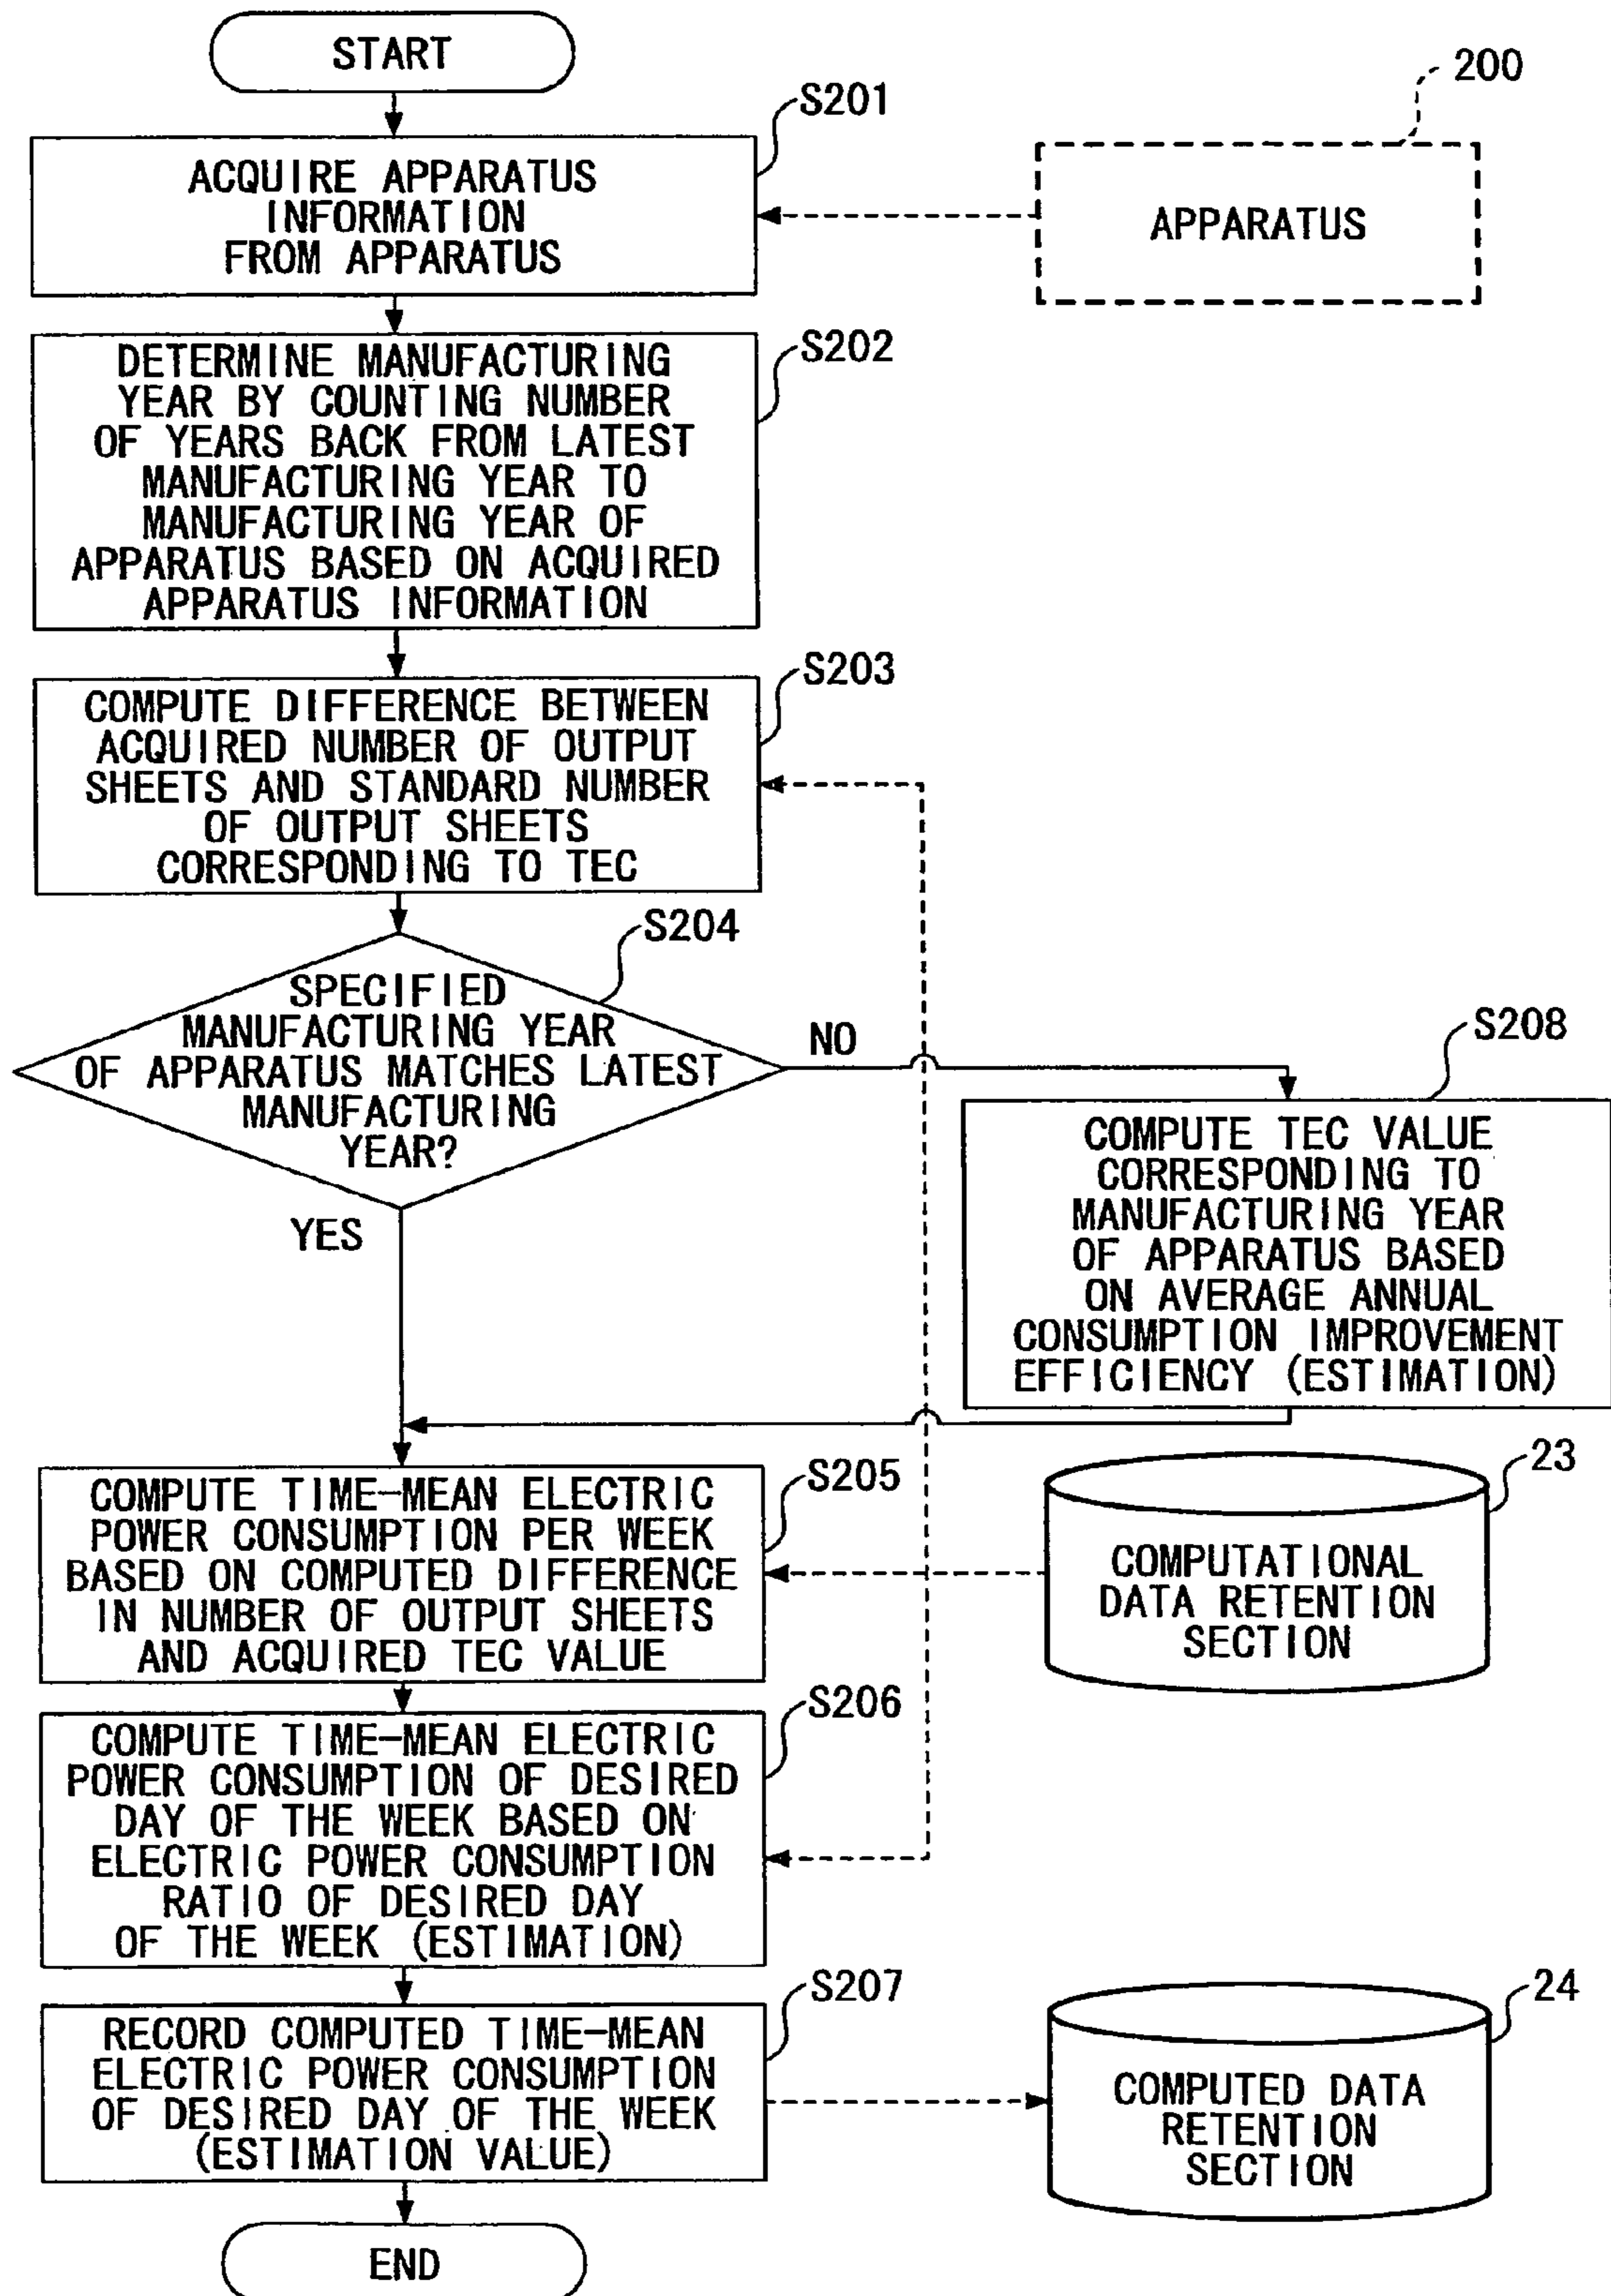 START
S201
200
ACQUIRE APPARATUS
INFORMATION
FROM APPARATUS
APPARATUS
S202
DETERMINE MANUFACTURING
YEAR BY COUNTING NUMBER
OF YEARS BACK FROM LATEST
MANUFACTURING YEAR TO
MANUFACTURING YEAR OF
APPARATUS BASED ON ACQUIRED
APPARATUS INFORMATION
S203
COMPUTE DIFFERENCE BETWEEN
ACQUIRED NUMBER OF OUTPUT
SHEETS AND STANDARD NUMBER
OF OUTPUT SHEETS
CORRESPONDING TO TEC
S204
SPECIFIED
MANUFACTURING YEAR
OF APPARATUS MATCHES LATEST
MANUFACTURING
YEAR?
NO
YES
S208
COMPUTE TEC VALUE
CORRESPONDING TO
MANUFACTURING YEAR
OF APPARATUS BASED
ON AVERAGE ANNUAL
CONSUMPTION IMPROVEMENT
EFFICIENCY (ESTIMATION)
S205
COMPUTE TIME-MEAN ELECTRIC
POWER CONSUMPTION PER WEEK
BASED ON COMPUTED DIFFERENCE
IN NUMBER OF OUTPUT SHEETS
AND ACQUIRED TEC VALUE
23
COMPUTATIONAL
DATA RETENTION
SECTION
S206
COMPUTE TIME-MEAN ELECTRIC
POWER CONSUMPTION OF DESIRED
DAY OF THE WEEK BASED ON
ELECTRIC POWER CONSUMPTION
RATIO OF DESIRED DAY
OF THE WEEK (ESTIMATION)
S207
RECORD COMPUTED TIME-MEAN
ELECTRIC POWER CONSUMPTION
OF DESIRED DAY OF THE WEEK
(ESTIMATION VALUE)
24
COMPUTED DATA
RETENTION
SECTION
END